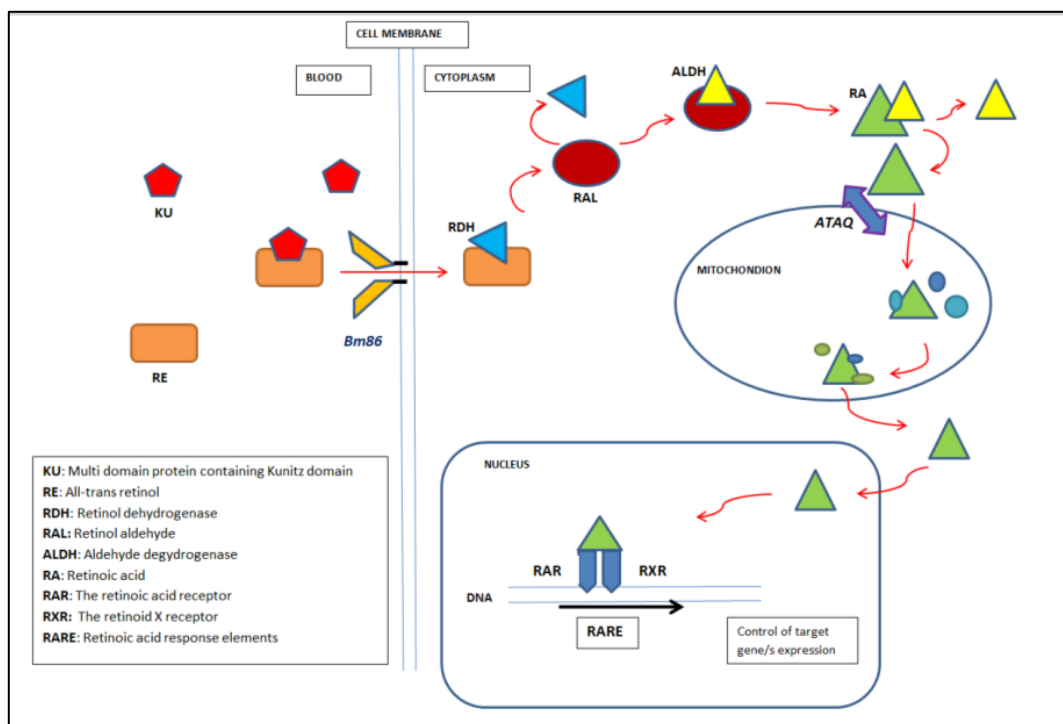 CELL MEMBRANE
BLOOD
CYTOPLASM
ALDH
RA
KU
RAL
RDH
ATAQ
MITOCHONDION
Bm86
RE
KU: Multi domain protein containing Kunitz domain
RE: All-trans retinol
RDH: Retinol dehydrogenase
RAL: Retinol aldehyde
ALDH: Aldehyde degydrogenase
RA: Retinoic acid
RAR: The retinoic acid receptor
RXR: The retinoid X receptor
RARE: Retinoic acid response elements
NUCLEUS
RAR
RXR
DNA
RARE
Control of target
gene/s expression